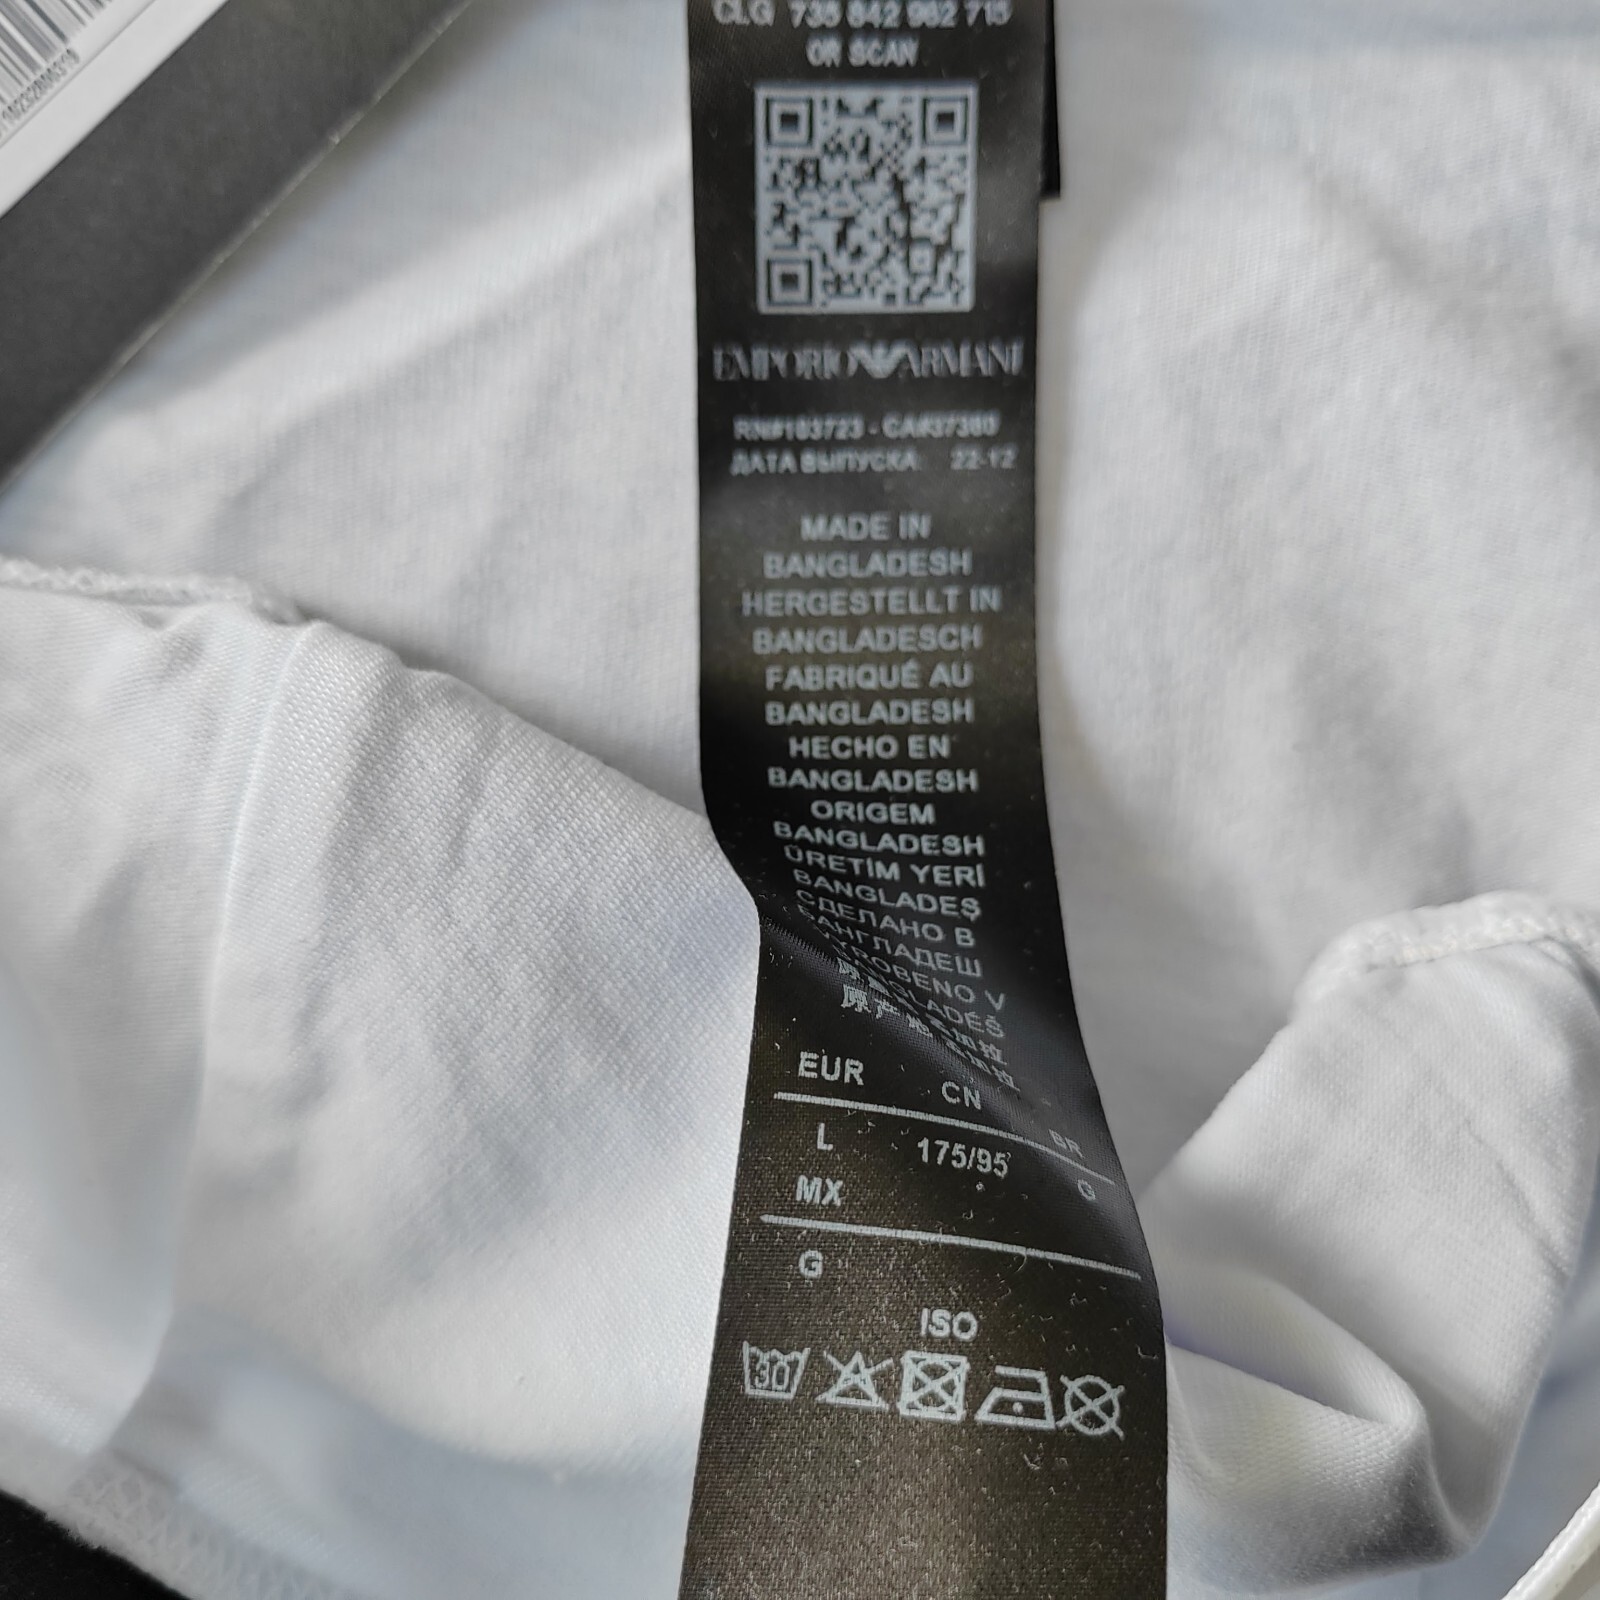 CLG 735 842 962 715
OR SCAN
EMPORIO ARMANI
RN#103723 - CA#37380
ДАТА ВЫПУСКА 22-12
MADE IN
BANGLADESH
HERGESTELLT IN
BANGLADESCH
FABRIQUÉ AU
BANGLADESH
HECHO EN
BANGLADESH
ORIGEM
BANGLADESH
ÜRETİM YERİ
BANGLADEŞ
СДЕЛАНО В
БАНГЛАДЕШ
VYROBENO V
BANGLADÉŠ
EUR CN BR
L 175/95 G
MX
G
ISO
30